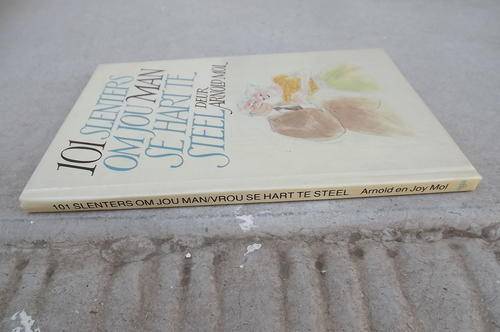 101 SLENTERS
OM JOU MAN
SE HART TE
STEEL DEUR
ARNOLD MOL
101 SLENTERS OM JOU MAN/VROU SE HART TE STEEL Arnold en Joy Mol